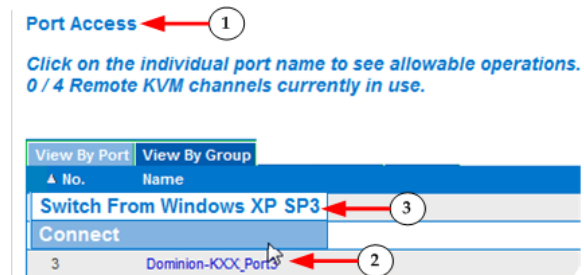 Port Access
1
Click on the individual port name to see allowable operations.
0 / 4 Remote KVM channels currently in use.
View By Port View By Group
▲ No. Name
Switch From Windows XP SP3
3
Connect
3 Dominion-KXX_Port3
2